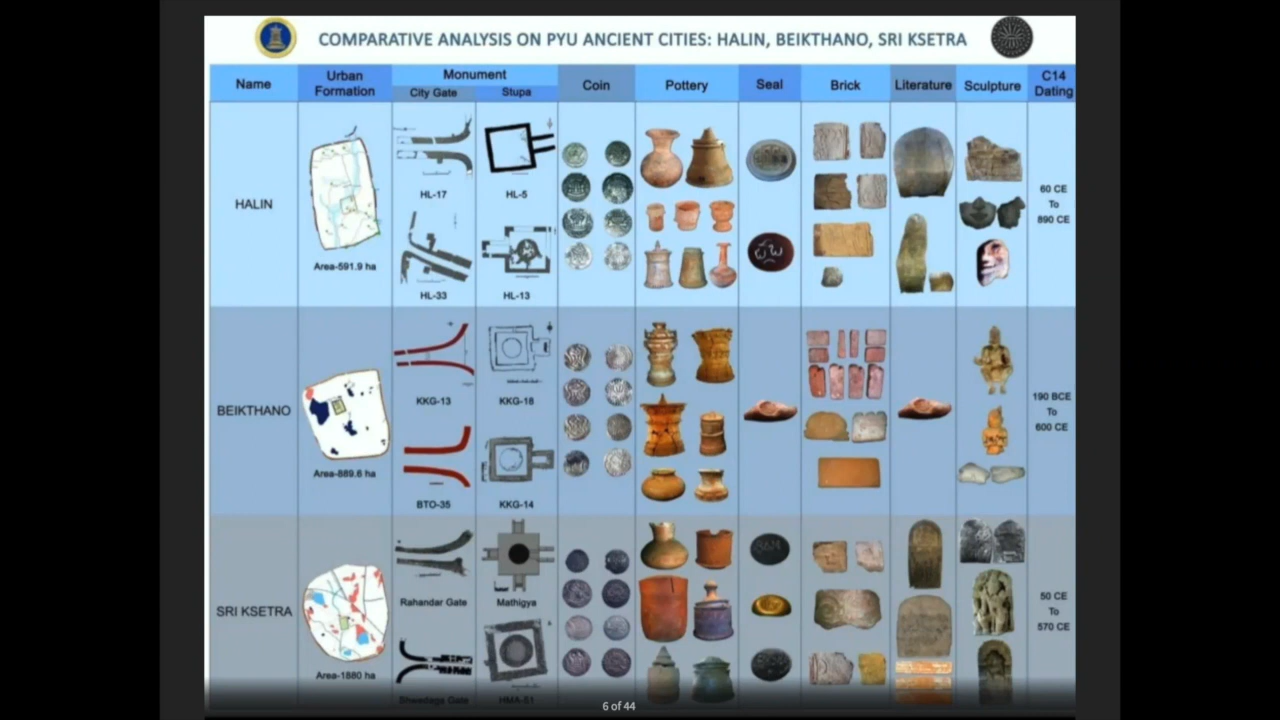 COMPARATIVE ANALYSIS ON PYU ANCIENT CITIES: HALIN, BEIKTHANO, SRI KSETRA
Name
Urban
Formation
Monument
City Gate
Stupa
Coin
Pottery
Seal
Brick
Literature
Sculpture
C14
Dating
HALIN
Area-591.9 ha
HL-17
HL-5
HL-33
HL-13
60 CE
To
890 CE
BEIKTHANO
Area-889.6 ha
KKG-13
KKG-18
BTO-35
KKG-14
190 BCE
To
600 CE
SRI KSETRA
Area-1880 ha
Rahandar Gate
Mathigya
Shwedaga Gate
HMA-51
50 CE
To
570 CE
6 of 44